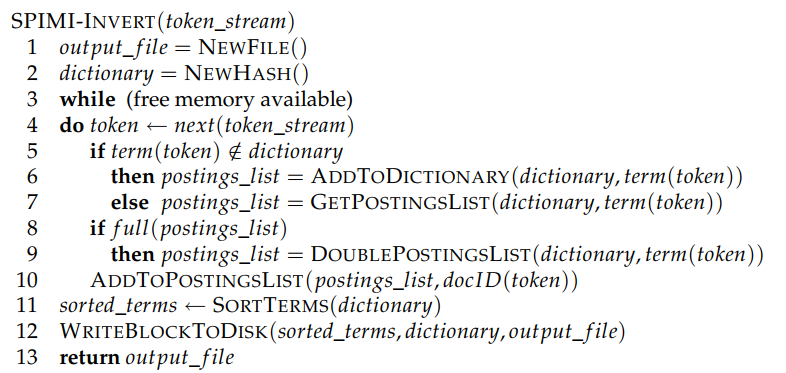 SPIMI-INVERT(token_stream)
1 output_file = NEWFILE()
2 dictionary = NEWHASH()
3 while (free memory available)
4 do token ← next(token_stream)
5 if term(token) ∉ dictionary
6 then postings_list = ADDTODICTIONARY(dictionary, term(token))
7 else postings_list = GETPOSTINGSLIST(dictionary, term(token))
8 if full(postings_list)
9 then postings_list = DOUBLEPOSTINGSLIST(dictionary, term(token))
10 ADDTOPOSTINGSLIST(postings_list, docID(token))
11 sorted_terms ← SORTTERMS(dictionary)
12 WRITEBLOCKTODISK(sorted_terms, dictionary, output_file)
13 return output_file